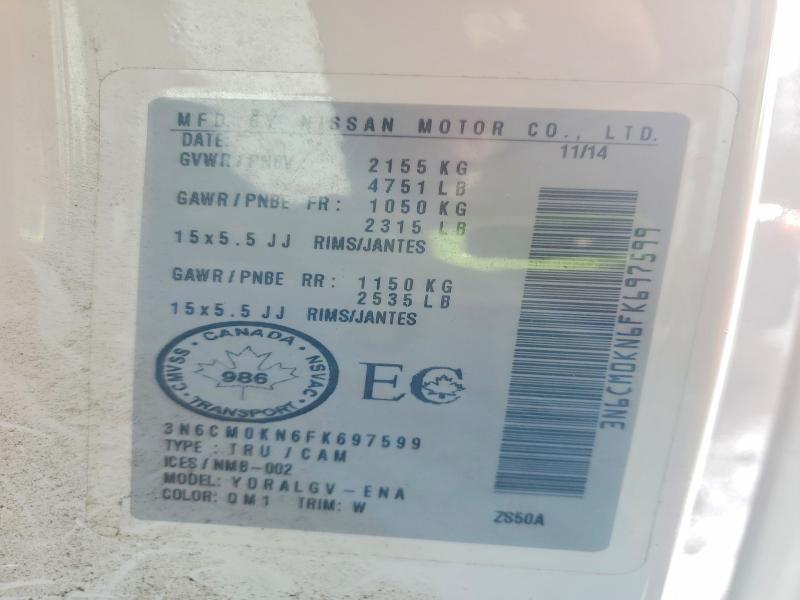 MFD. BY NISSAN MOTOR CO., LTD.
DATE: 11/14
GVWR/PNBV 2155 KG
4751 LB
GAWR/PNBE FR: 1050 KG
2315 LB
15x5.5 JJ RIMS/JANTES
GAWR/PNBE RR: 1150 KG
2535 LB
15x5.5 JJ RIMS/JANTES
CANADA
CMVSS NSVAC
986
TRANSPORT
EC
3N6CM0KN6FK697599
TYPE: TRU/CAM
ICES/NMB-002
MODEL: YDRALGV-ENA
COLOR: QM1 TRIM: W
ZS50A
3N6CM0KN6FK697599